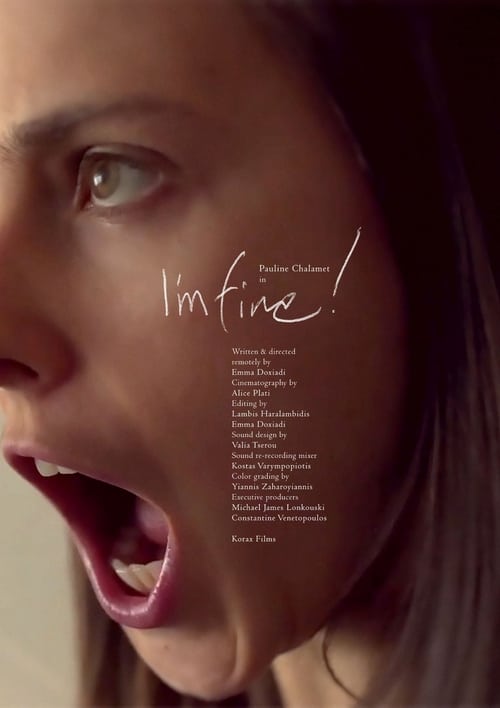 Pauline Chalamet
in
I'm fine!
Written & directed
remotely by
Emma Doxiadi
Cinematography by
Alice Plati
Editing by
Lambis Haralambidis
Emma Doxiadi
Sound design by
Valia Tserou
Sound re-recording mixer
Kostas Varympopiotis
Color grading by
Yiannis Zaharoyiannis
Executive producers
Michael James Lonkouski
Constantine Venetopoulos
Korax Films